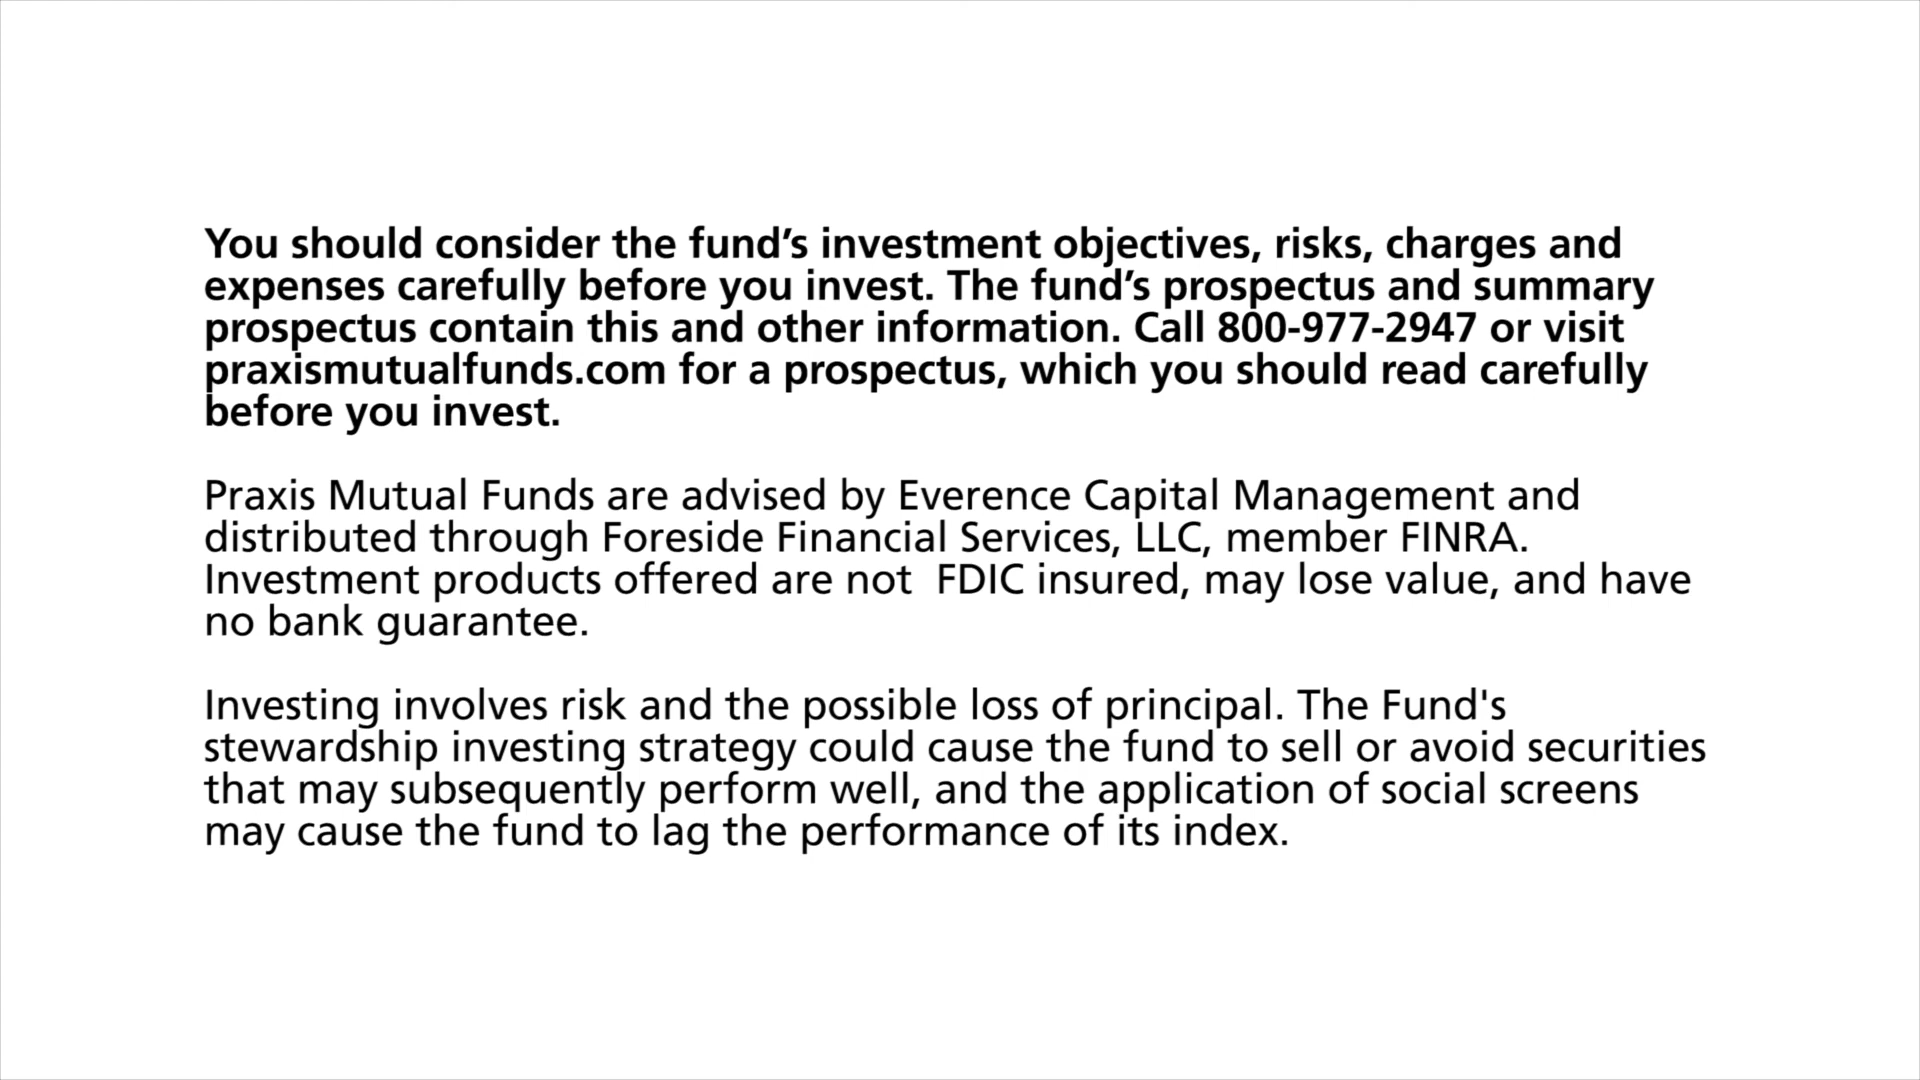 You should consider the fund’s investment objectives, risks, charges and
expenses carefully before you invest. The fund’s prospectus and summary
prospectus contain this and other information. Call 800-977-2947 or visit
praxismutualfunds.com for a prospectus, which you should read carefully
before you invest.
Praxis Mutual Funds are advised by Everence Capital Management and
distributed through Foreside Financial Services, LLC, member FINRA.
Investment products offered are not  FDIC insured, may lose value, and have
no bank guarantee.
Investing involves risk and the possible loss of principal. The Fund's
stewardship investing strategy could cause the fund to sell or avoid securities
that may subsequently perform well, and the application of social screens
may cause the fund to lag the performance of its index.